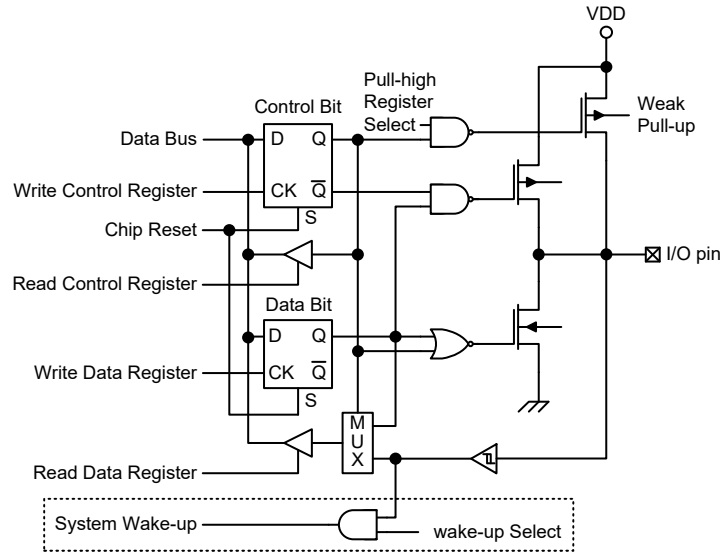 VDD
Pull-high
Register
Select
Weak
Pull-up
Control Bit
Data Bus
D
Q
Write Control Register
CK
Q̅
S
Chip Reset
I/O pin
Read Control Register
Data Bit
D
Q
Write Data Register
CK
Q̅
S
M
U
X
Read Data Register
System Wake-up
wake-up Select